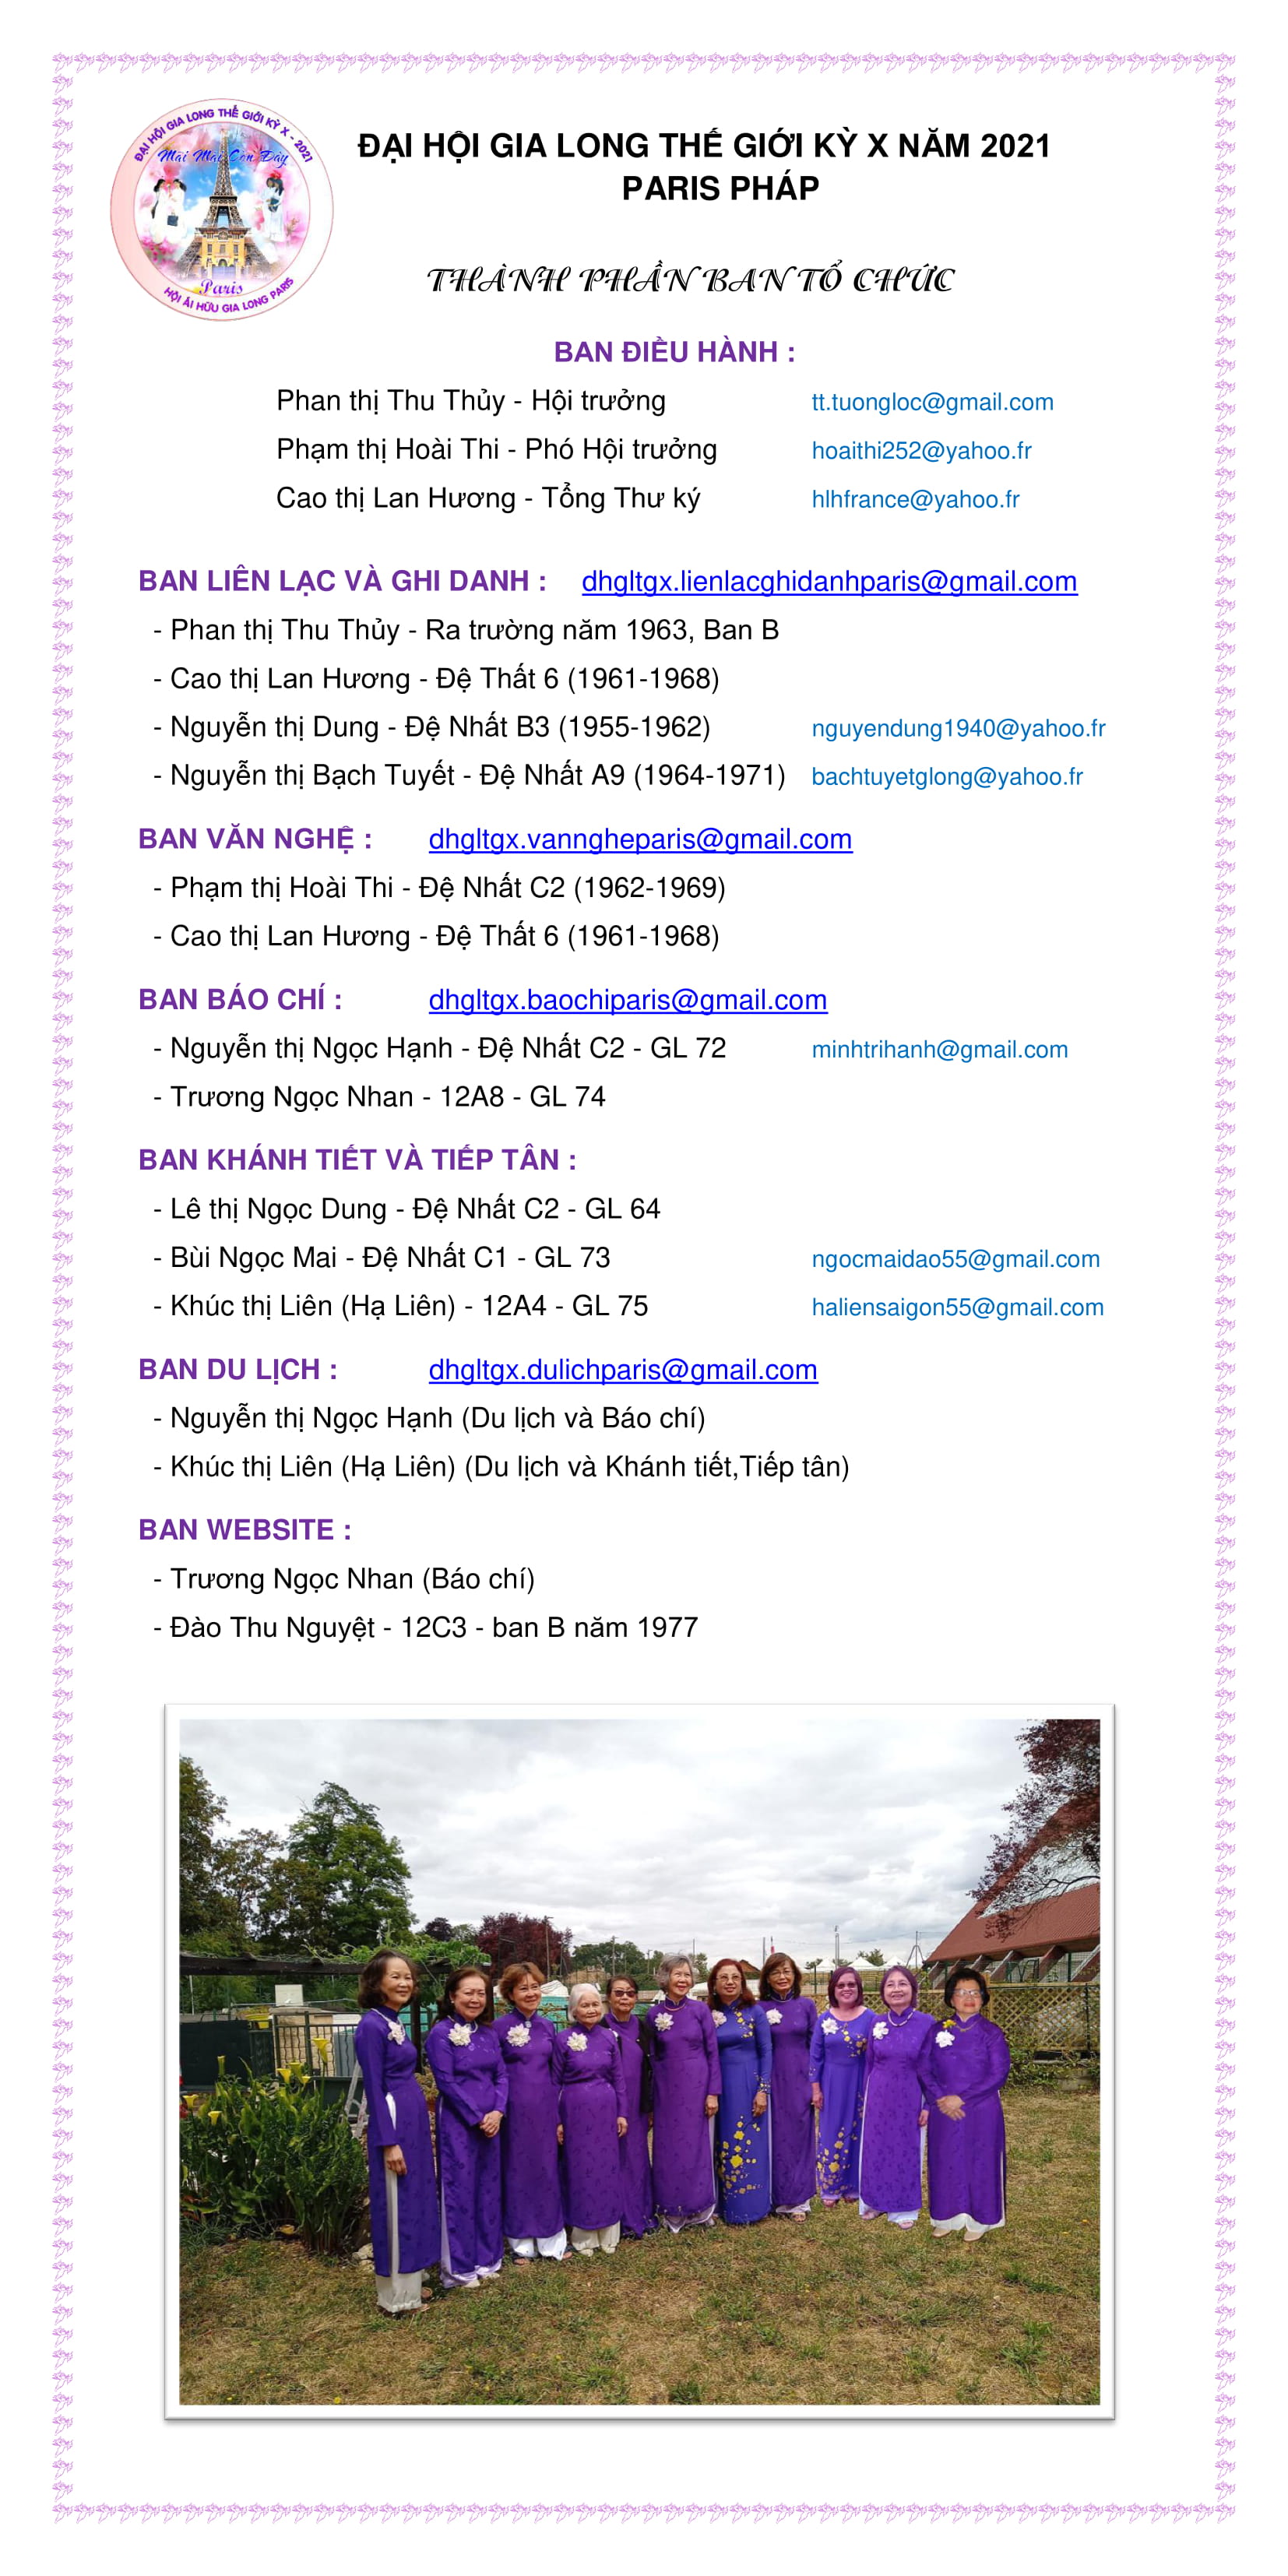 ĐẠI HỘI GIA LONG THẾ GIỚI KỲ X - 2021
Mãi Mãi Còn Đây
Paris
HỘI ÁI HỮU GIA LONG PARIS
ĐẠI HỘI GIA LONG THẾ GIỚI KỲ X NĂM 2021
PARIS PHÁP
THÀNH PHẦN BAN TỔ CHỨC
BAN ĐIỀU HÀNH :
Phan thị Thu Thủy - Hội trưởng tt.tuongloc@gmail.com
Phạm thị Hoài Thi - Phó Hội trưởng hoaithi252@yahoo.fr
Cao thị Lan Hương - Tổng Thư ký hlhfrance@yahoo.fr
BAN LIÊN LẠC VÀ GHI DANH : dhgltgx.lienlacghidanhparis@gmail.com
- Phan thị Thu Thủy - Ra trường năm 1963, Ban B
- Cao thị Lan Hương - Đệ Thất 6 (1961-1968)
- Nguyễn thị Dung - Đệ Nhất B3 (1955-1962) nguyendung1940@yahoo.fr
- Nguyễn thị Bạch Tuyết - Đệ Nhất A9 (1964-1971) bachtuyetglong@yahoo.fr
BAN VĂN NGHỆ : dhgltgx.vanngheparis@gmail.com
- Phạm thị Hoài Thi - Đệ Nhất C2 (1962-1969)
- Cao thị Lan Hương - Đệ Thất 6 (1961-1968)
BAN BÁO CHÍ : dhgltgx.baochiparis@gmail.com
- Nguyễn thị Ngọc Hạnh - Đệ Nhất C2 - GL 72 minhtrihanh@gmail.com
- Trương Ngọc Nhan - 12A8 - GL 74
BAN KHÁNH TIẾT VÀ TIẾP TÂN :
- Lê thị Ngọc Dung - Đệ Nhất C2 - GL 64
- Bùi Ngọc Mai - Đệ Nhất C1 - GL 73 ngocmaidao55@gmail.com
- Khúc thị Liên (Hạ Liên) - 12A4 - GL 75 haliensaigon55@gmail.com
BAN DU LỊCH : dhgltgx.dulichparis@gmail.com
- Nguyễn thị Ngọc Hạnh (Du lịch và Báo chí)
- Khúc thị Liên (Hạ Liên) (Du lịch và Khánh tiết,Tiếp tân)
BAN WEBSITE :
- Trương Ngọc Nhan (Báo chí)
- Đào Thu Nguyệt - 12C3 - ban B năm 1977